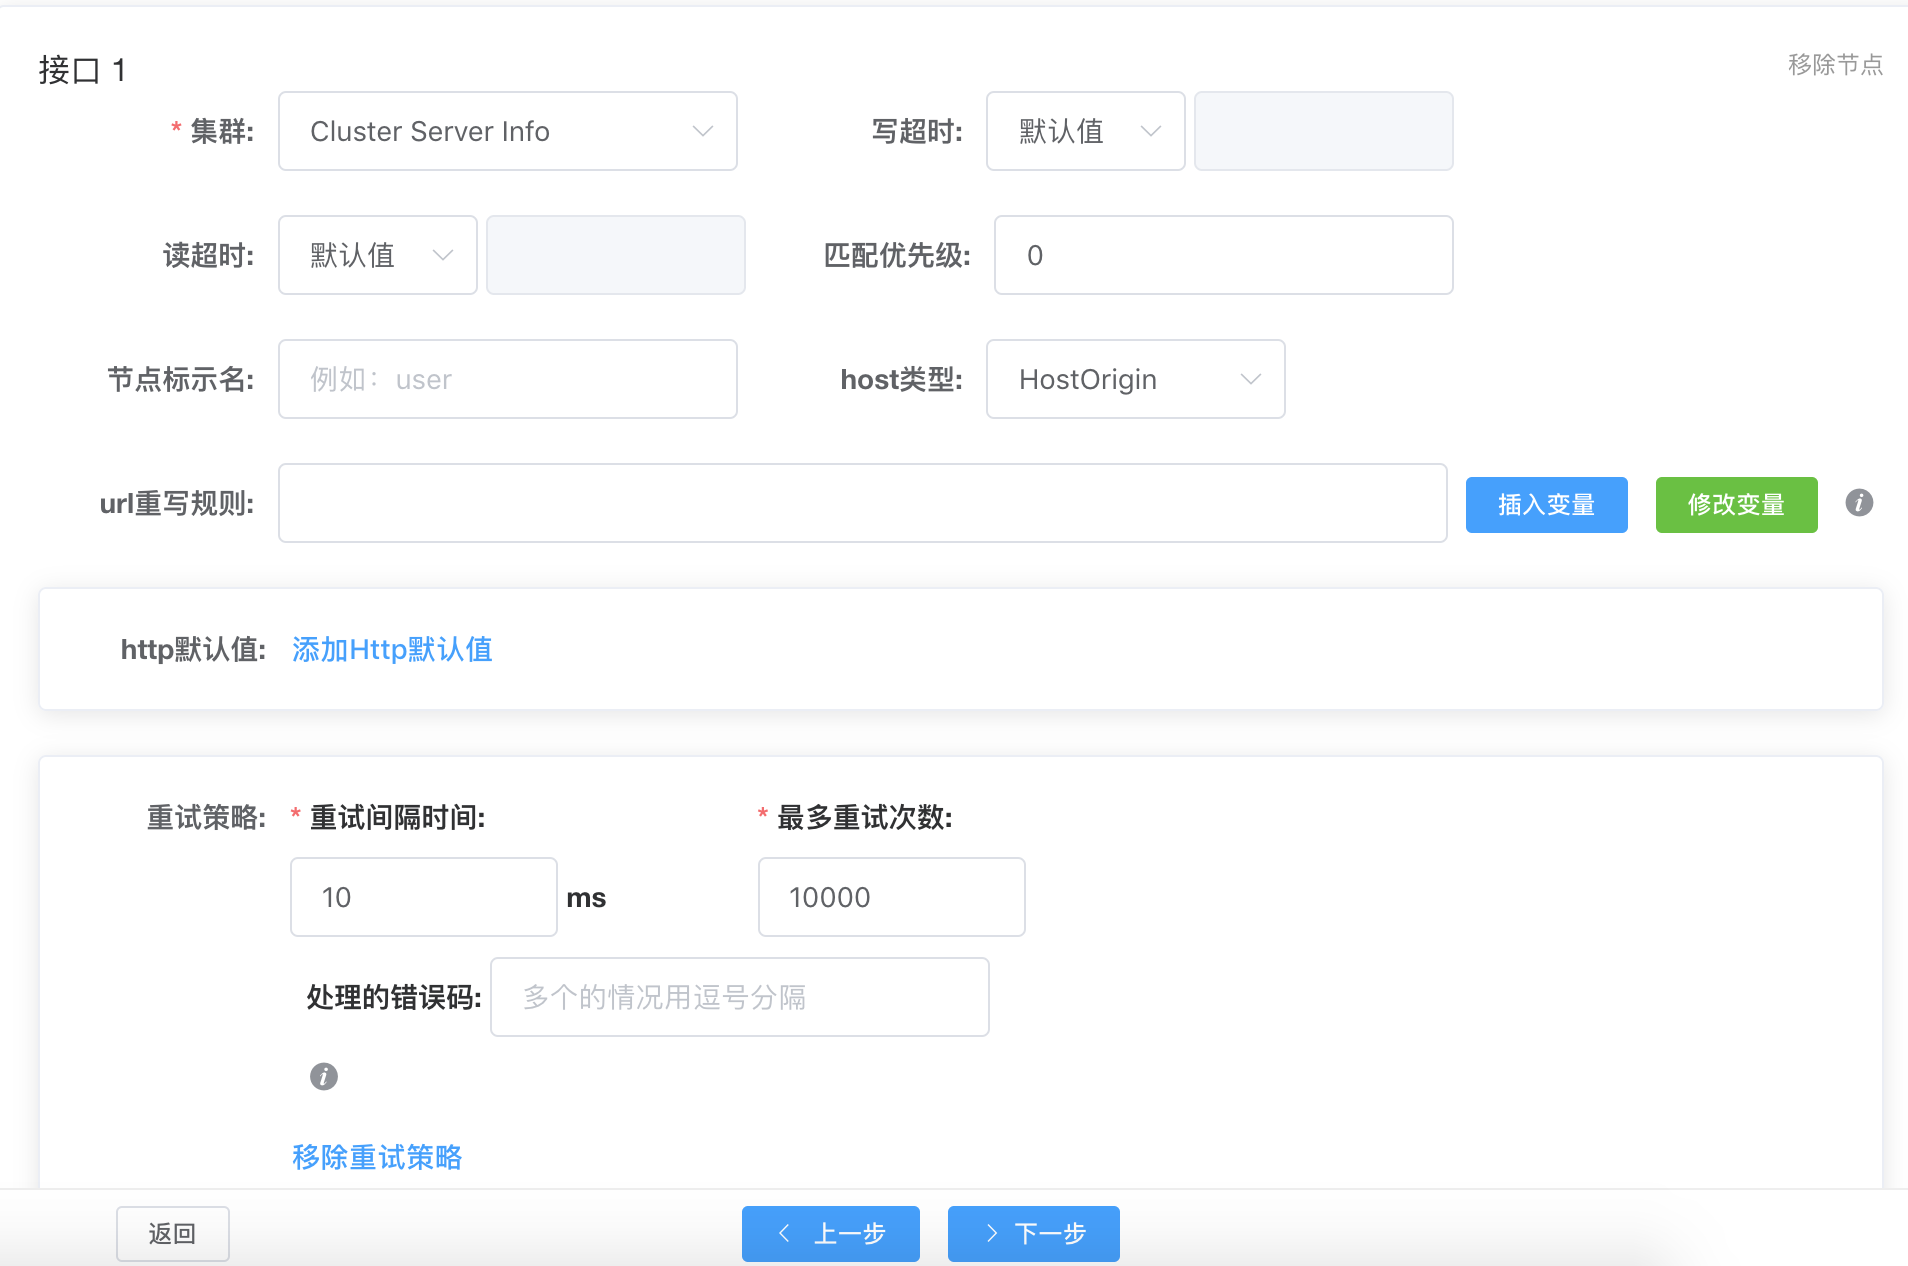 接口 1
移除节点
* 集群: Cluster Server Info
写超时: 默认值
读超时: 默认值
匹配优先级: 0
节点标示名: 例如：user
host类型: HostOrigin
url重写规则:
插入变量
修改变量
http默认值: 添加Http默认值
重试策略:
* 重试间隔时间:
* 最多重试次数:
10 ms
10000
处理的错误码: 多个的情况用逗号分隔
移除重试策略
返回
上一步
下一步